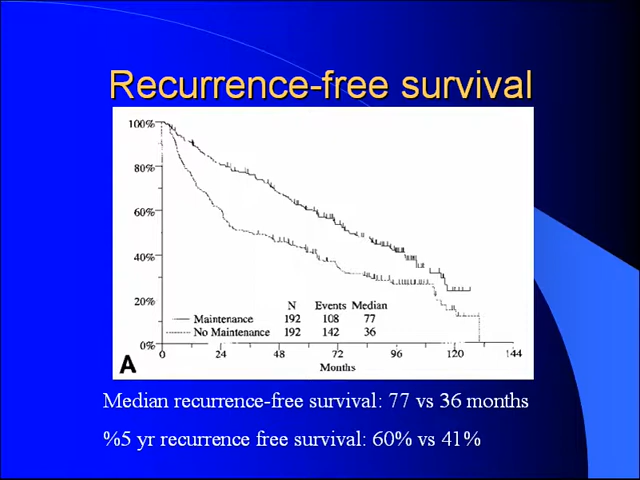 Recurrence-free survival
100%
80%
60%
40%
20%
0%
N Events Median
Maintenance 192 108 77
No Maintenance 192 142 36
0 24 48 72 96 120 144
Months
A
Median recurrence-free survival: 77 vs 36 months
%5 yr recurrence free survival: 60% vs 41%